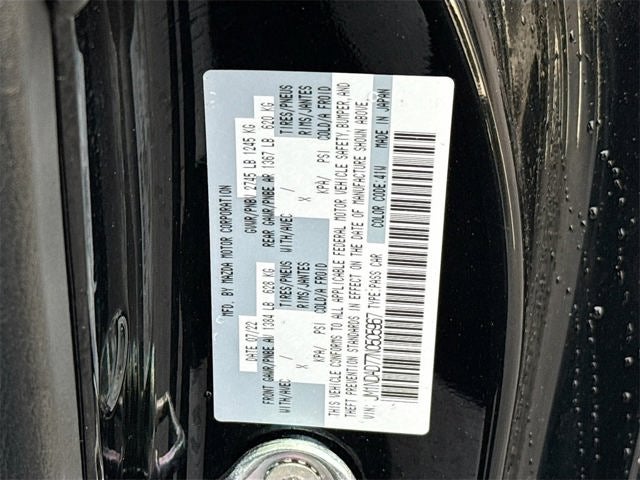 MFD. BY MAZDA MOTOR CORPORATION
DATE 07/22 GVWR/PNBV 2745 LB 1245 KG
FRONT GAWR/PNBE AV 1384 LB 628 KG REAR GAWR/PNBE AR 1367 LB 620 KG
WITH/AVEC / TIRES/PNEUS WITH/AVEC / TIRES/PNEUS
X RIMS/JANTES X RIMS/JANTES
KPA/ PSI COLD/A FROID KPA/ PSI COLD/A FROID
THIS VEHICLE CONFORMS TO ALL APPLICABLE FEDERAL MOTOR VEHICLE SAFETY, BUMPER, AND
THEFT PREVENTION STANDARDS IN EFFECT ON THE DATE OF MANUFACTURE SHOWN ABOVE.
VIN: TYPE:PASS CAR COLOR CODE:41W MADE IN JAPAN